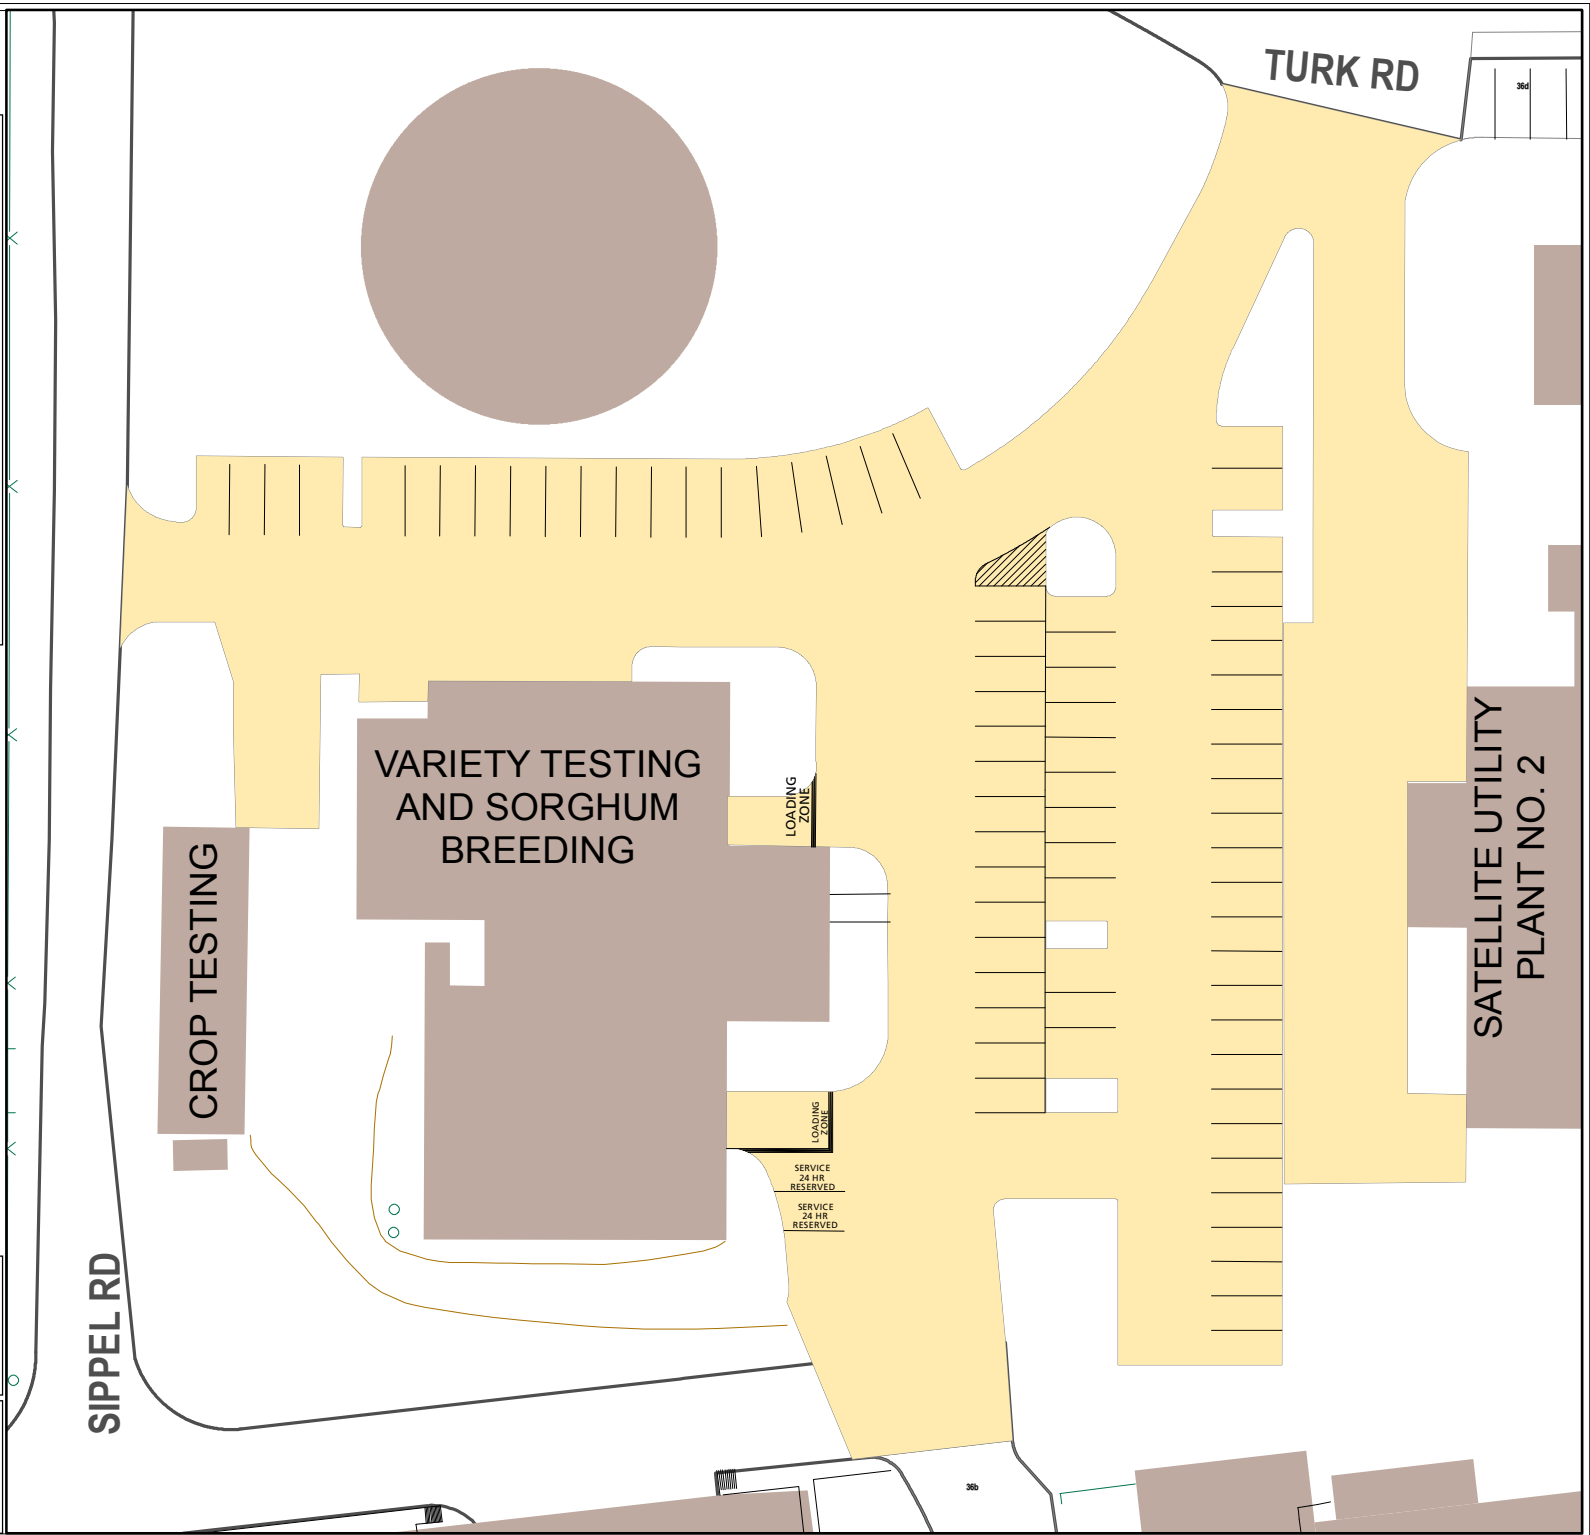 TURK RD
36d
VARIETY TESTING
AND SORGHUM
BREEDING
LOADING
ZONE
CROP TESTING
SATELLITE UTILITY
PLANT NO. 2
LOADING
ZONE
SERVICE
24 HR
RESERVED
SERVICE
24 HR
RESERVED
SIPPEL RD
36b